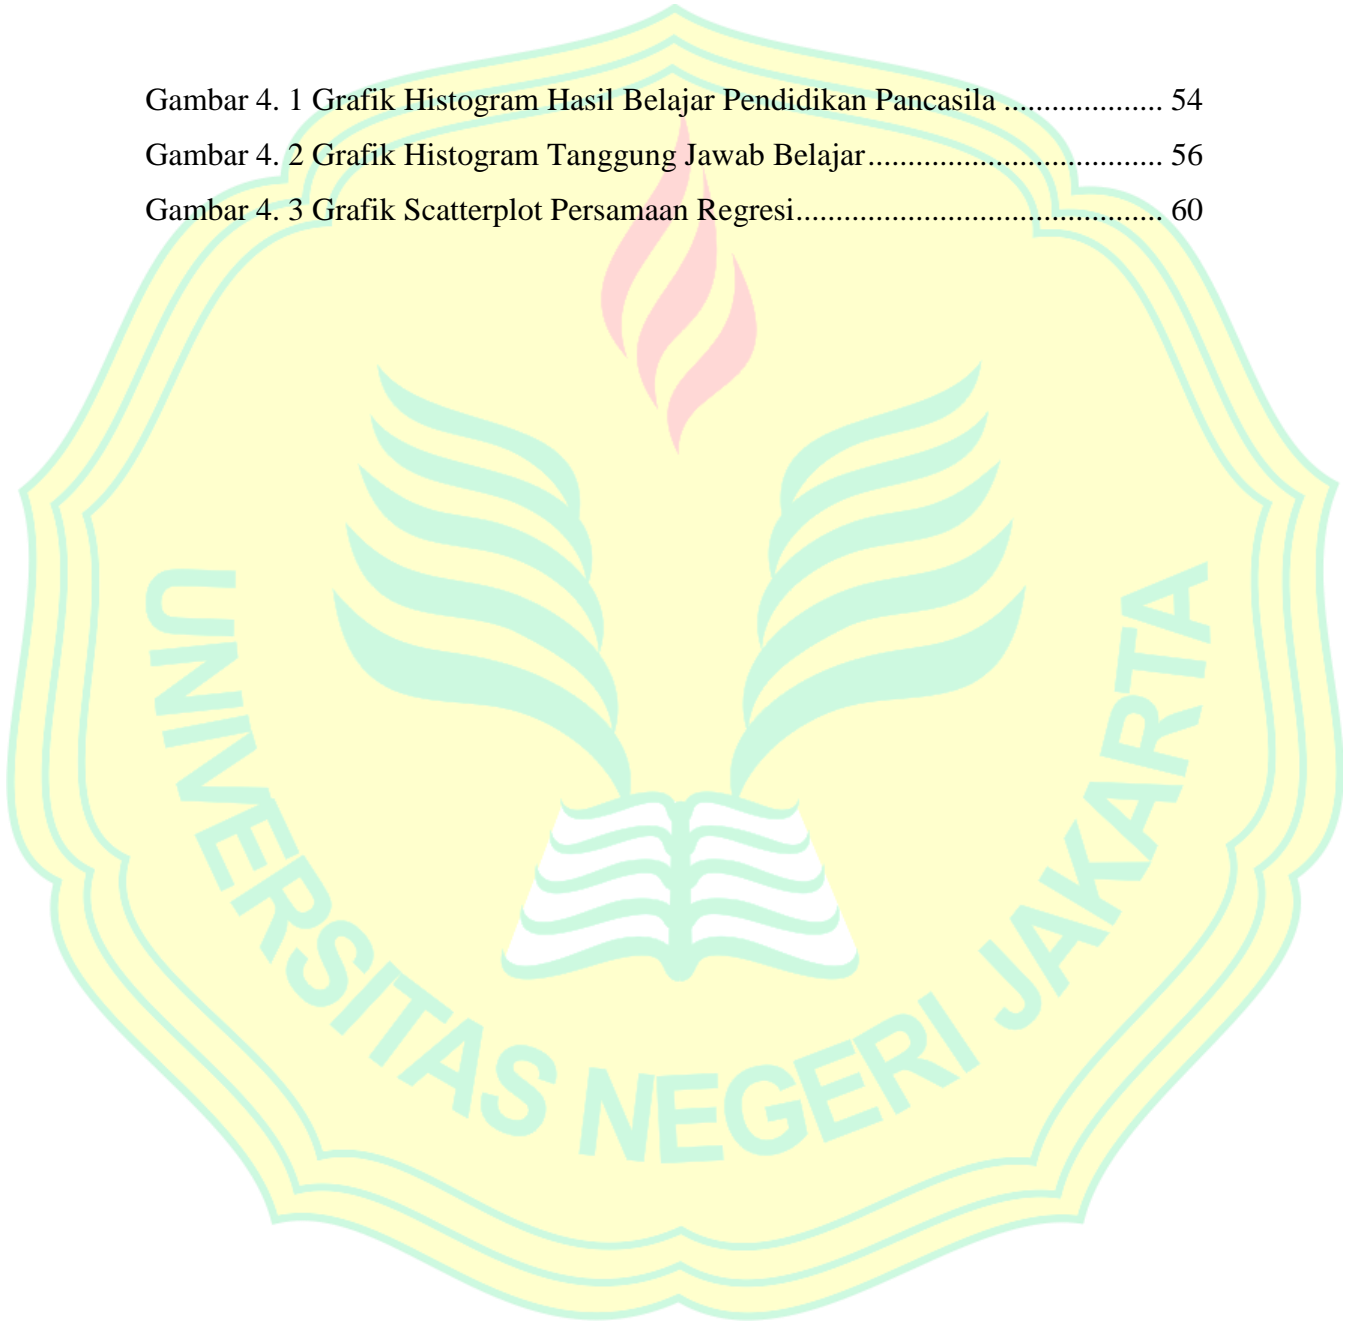 Gambar 4. 1 Grafik Histogram Hasil Belajar Pendidikan Pancasila .................... 54
Gambar 4. 2 Grafik Histogram Tanggung Jawab Belajar..................................... 56
Gambar 4. 3 Grafik Scatterplot Persamaan Regresi.............................................. 60
UNIVERSITAS NEGERI JAKARTA